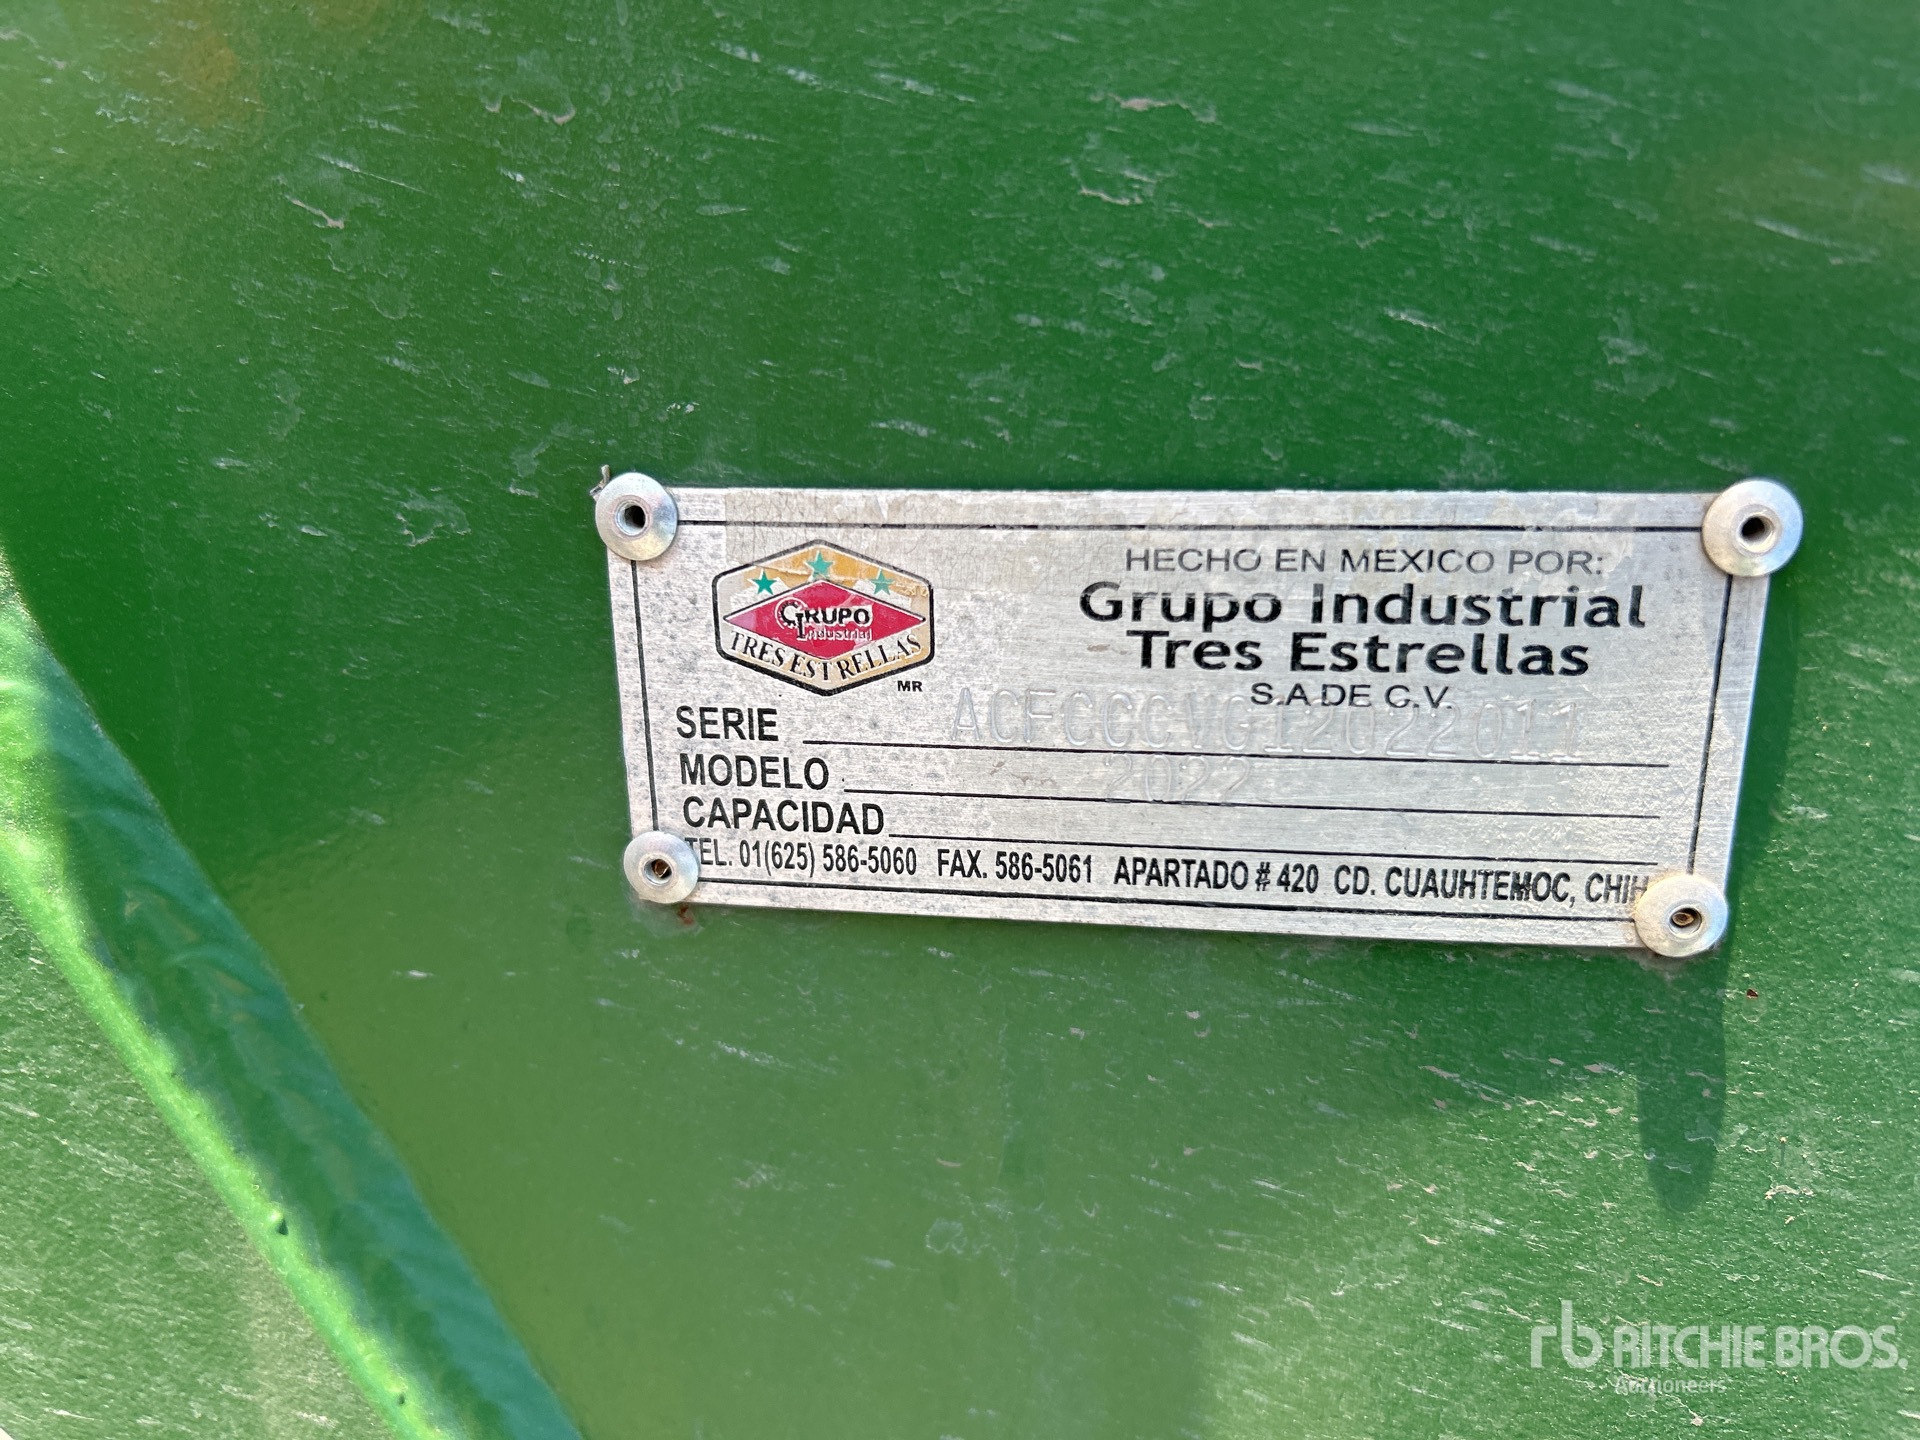 HECHO EN MEXICO POR:
Grupo Industrial
Tres Estrellas
S.A DE C.V.
GRUPO
Industrial
TRES ESTRELLAS
MR
SERIE
MODELO 2022
CAPACIDAD
TEL. 01(625) 586-5060 FAX. 586-5061 APARTADO # 420 CD. CUAUHTEMOC, CHIH
rb RITCHIE BROS.
Auctioneers